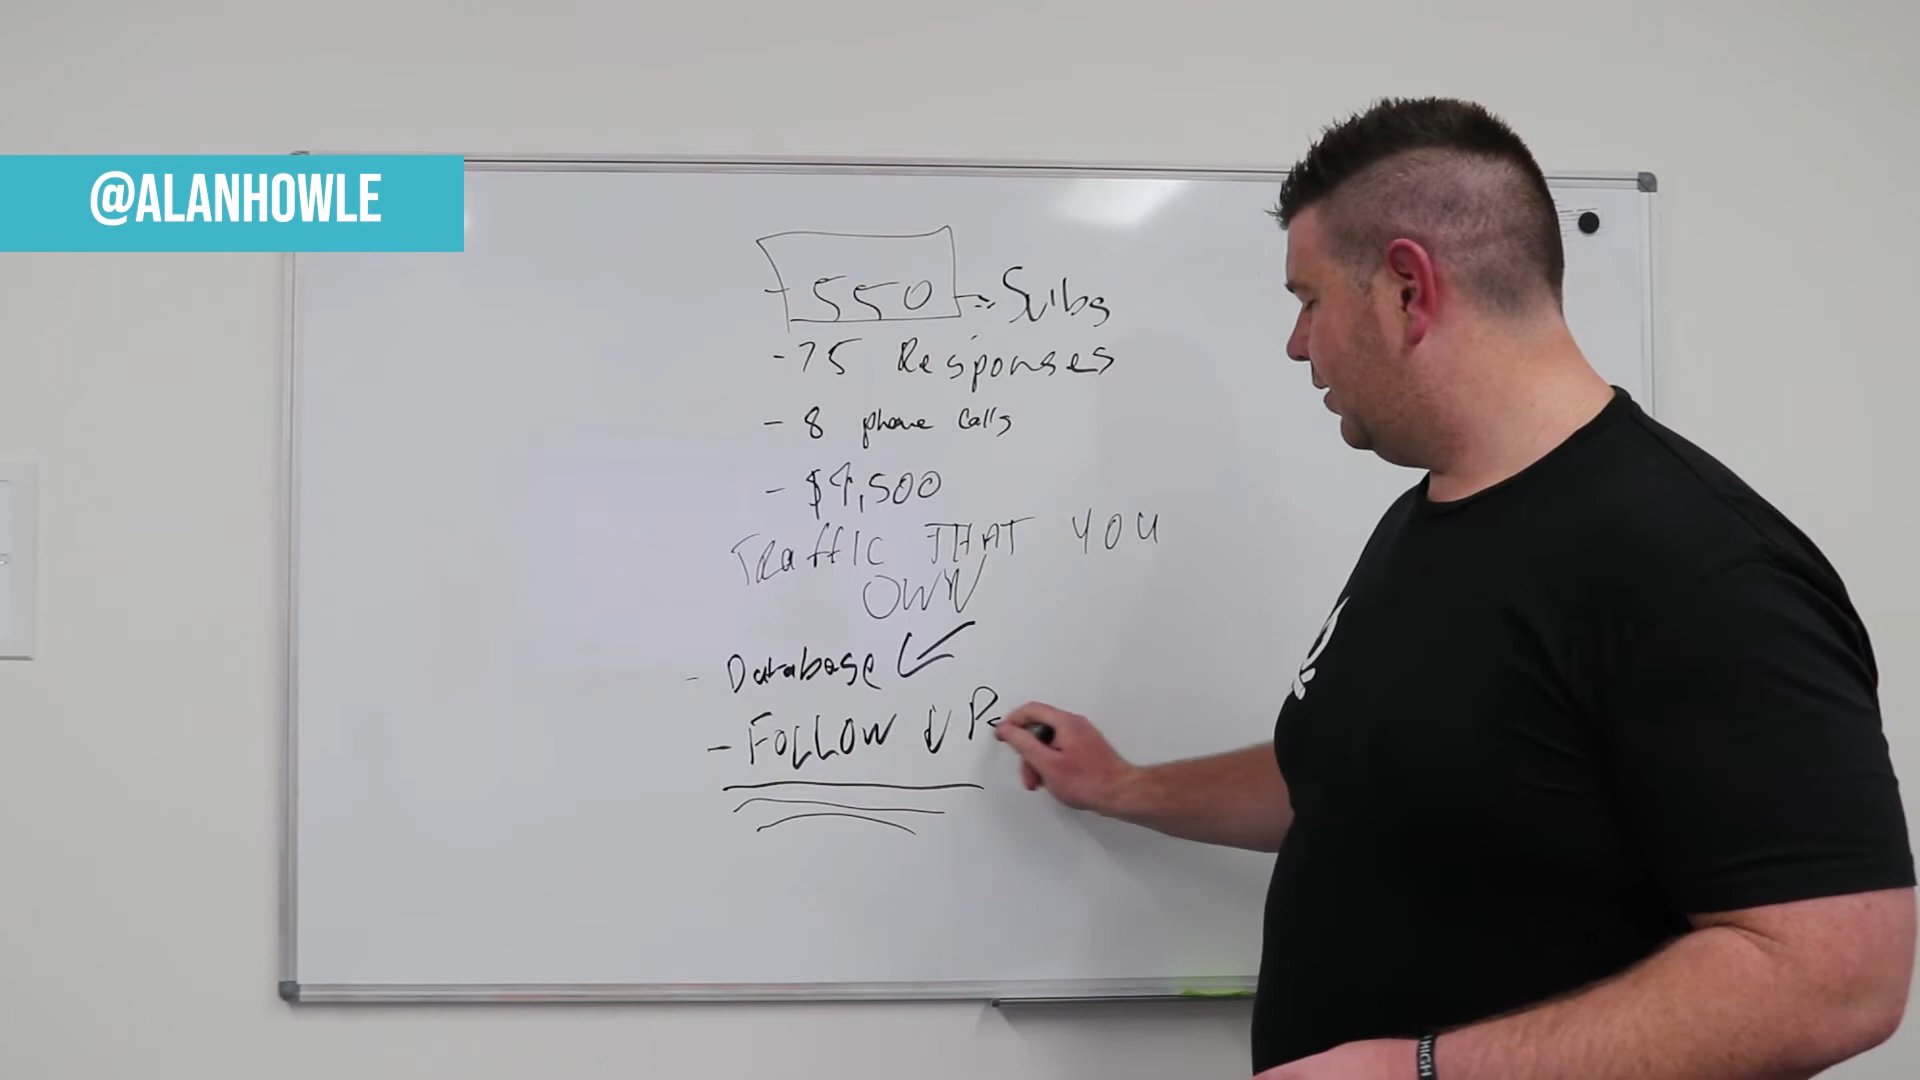 @ALANHOWLE
550 Subs
- 75 Responses
- 8 phone calls
- $4,500
Traffic THAT YOU
OWN
- Database
- FOLLOW UP